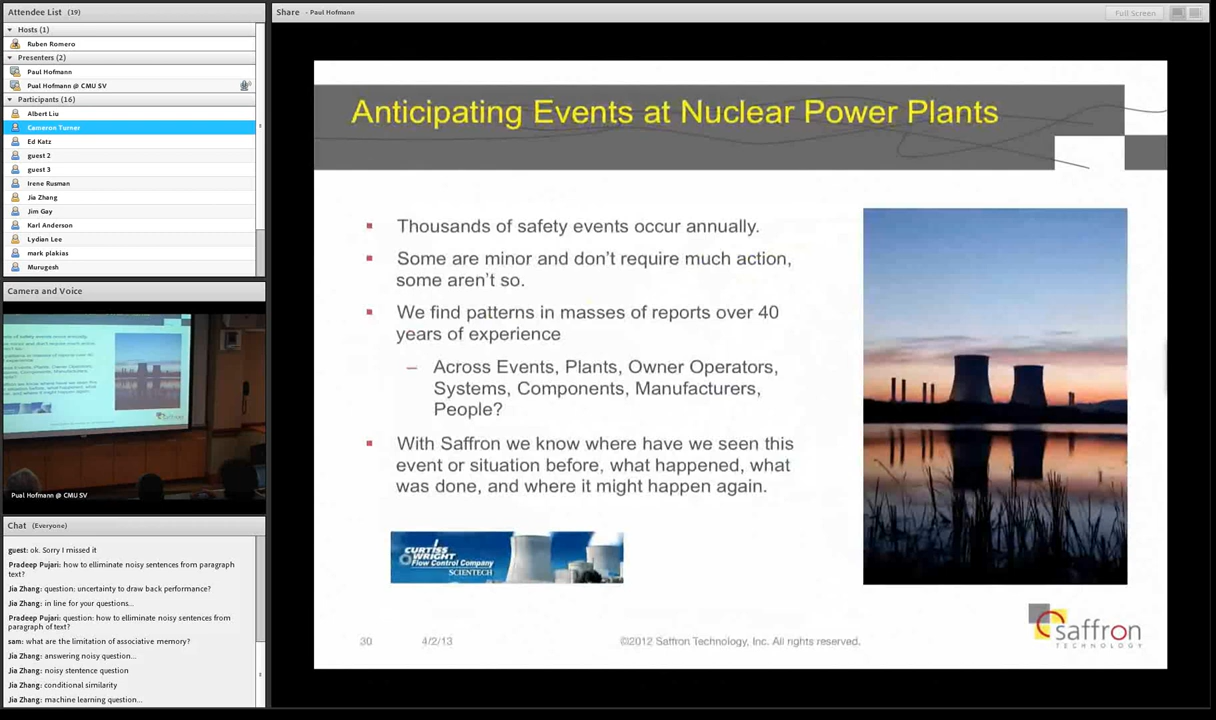 Attendee List (19)
Hosts (1)
Ruben Romero
Presenters (2)
Paul Hofmann
Pual Hofmann @ CMU SV
Participants (16)
Albert Liu
Cameron Turner
Ed Katz
guest 2
guest 3
Irene Rusman
Jia Zhang
Jim Gay
Karl Anderson
Lydian Lee
mark plakias
Murugesh
Camera and Voice
Pual Hofmann @ CMU SV
Chat (Everyone)
guest: ok. Sorry I missed it
Pradeep Pujari: how to elliminate noisy sentences from paragraph
text?
Jia Zhang: question: uncertainty to draw back performance?
Jia Zhang: in line for your questions...
Pradeep Pujari: question: how to elliminate noisy sentences from
paragraph of text?
sam: what are the limitation of associative memory?
Jia Zhang: answering noisy question...
Jia Zhang: noisy stentence question
Jia Zhang: conditional similarity
Jia Zhang: machine learning question...
Share - Paul Hofmann
Full Screen
Anticipating Events at Nuclear Power Plants
Thousands of safety events occur annually.
Some are minor and don't require much action,
some aren't so.
We find patterns in masses of reports over 40
years of experience
– Across Events, Plants, Owner Operators,
Systems, Components, Manufacturers,
People?
With Saffron we know where have we seen this
event or situation before, what happened, what
was done, and where it might happen again.
CURTISS
WRIGHT
Flow Control Company
SCIENTECH
saffron
TECHNOLOGY
30
4/2/13
©2012 Saffron Technology, Inc. All rights reserved.